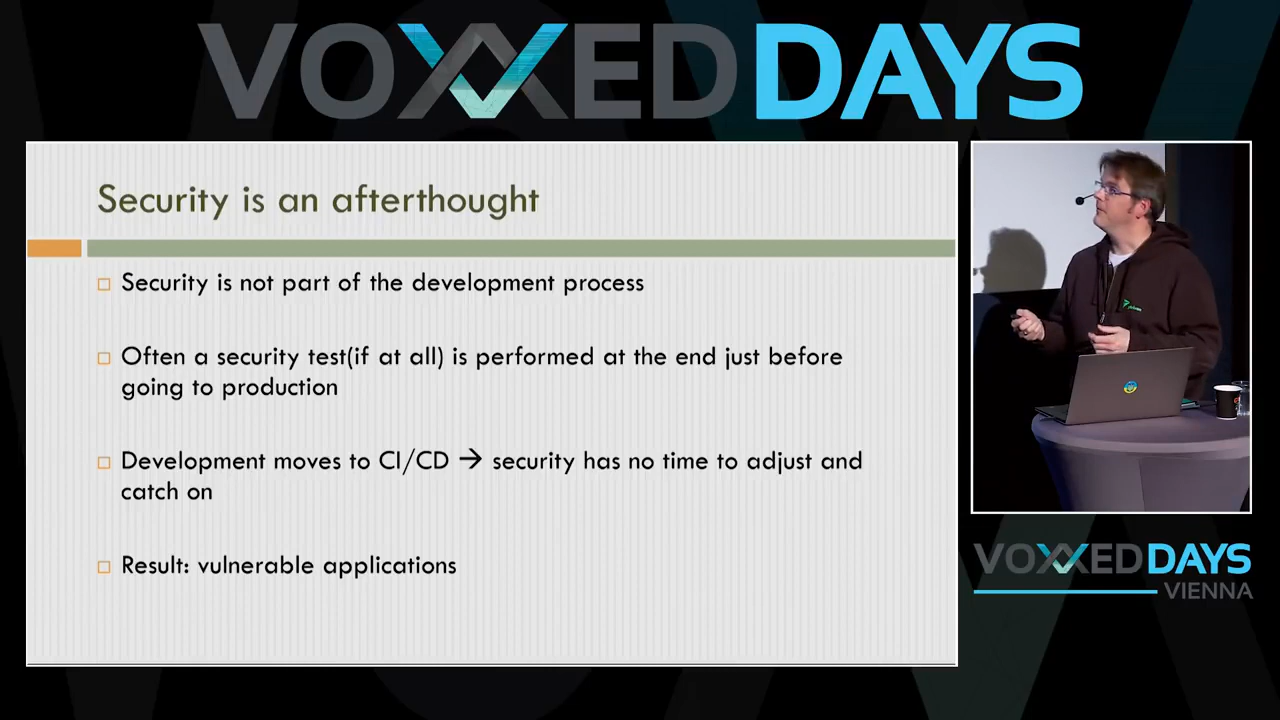 VOXXED DAYS
Security is an afterthought
Security is not part of the development process
Often a security test(if at all) is performed at the end just before
going to production
Development moves to CI/CD → security has no time to adjust and
catch on
Result: vulnerable applications
VOXXED DAYS
VIENNA